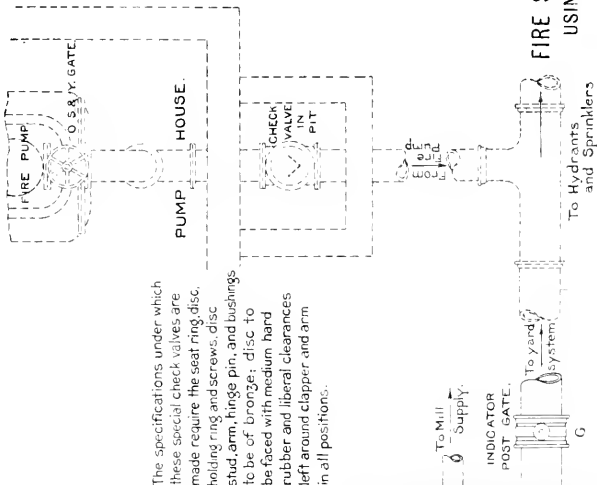 FIRE PUMP
O.S.&Y. GATE.
PUMP HOUSE.
CHECK
VALVE
IN
PIT
The specifications under which
these special check valves are
made require the seat ring, disc,
holding ring and screws, disc
stud, arm, hinge pin, and bushings
to be of bronze; disc to
be faced with medium hard
rubber and liberal clearances
left around clapper and arm
in all positions.
From
Fire
Pump
To Mill
Supply.
INDICATOR
POST GATE.
G
To yard
system
To Hydrants
and Sprinklers
FIRE S
USIN